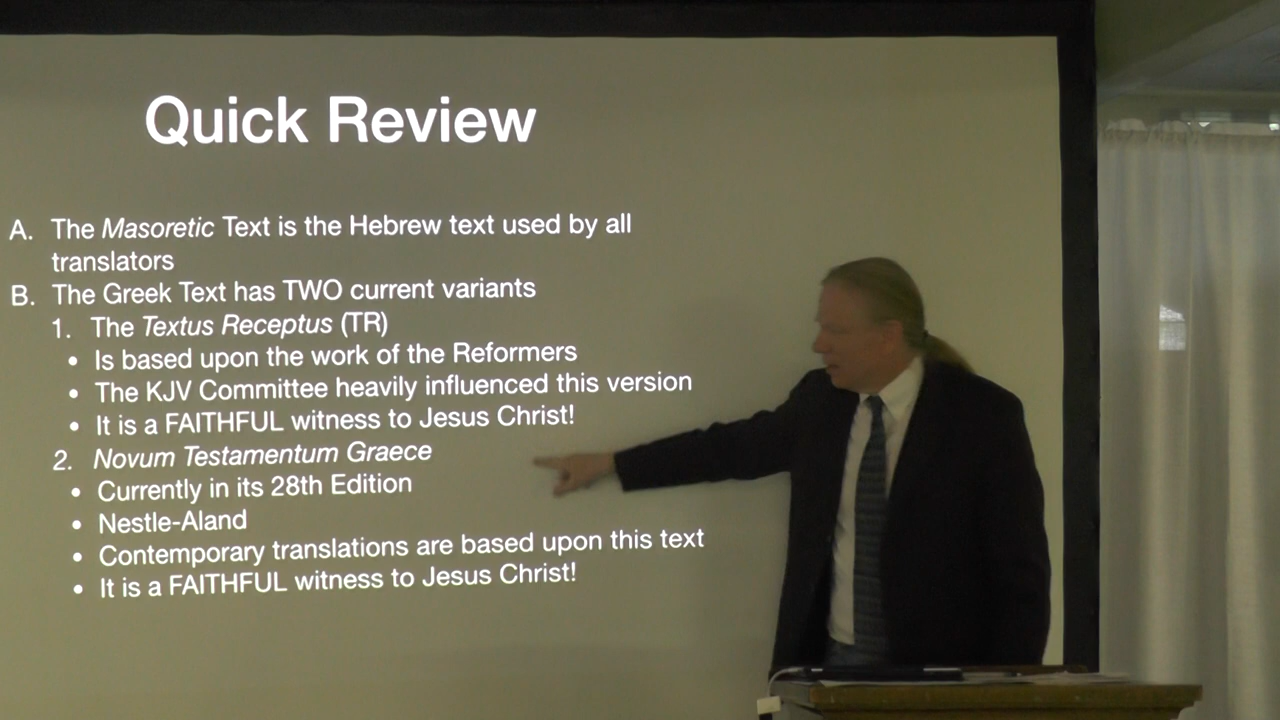 Quick Review
A. The Masoretic Text is the Hebrew text used by all
translators
B. The Greek Text has TWO current variants
1. The Textus Receptus (TR)
• Is based upon the work of the Reformers
• The KJV Committee heavily influenced this version
• It is a FAITHFUL witness to Jesus Christ!
2. Novum Testamentum Graece
• Currently in its 28th Edition
• Nestle-Aland
• Contemporary translations are based upon this text
• It is a FAITHFUL witness to Jesus Christ!